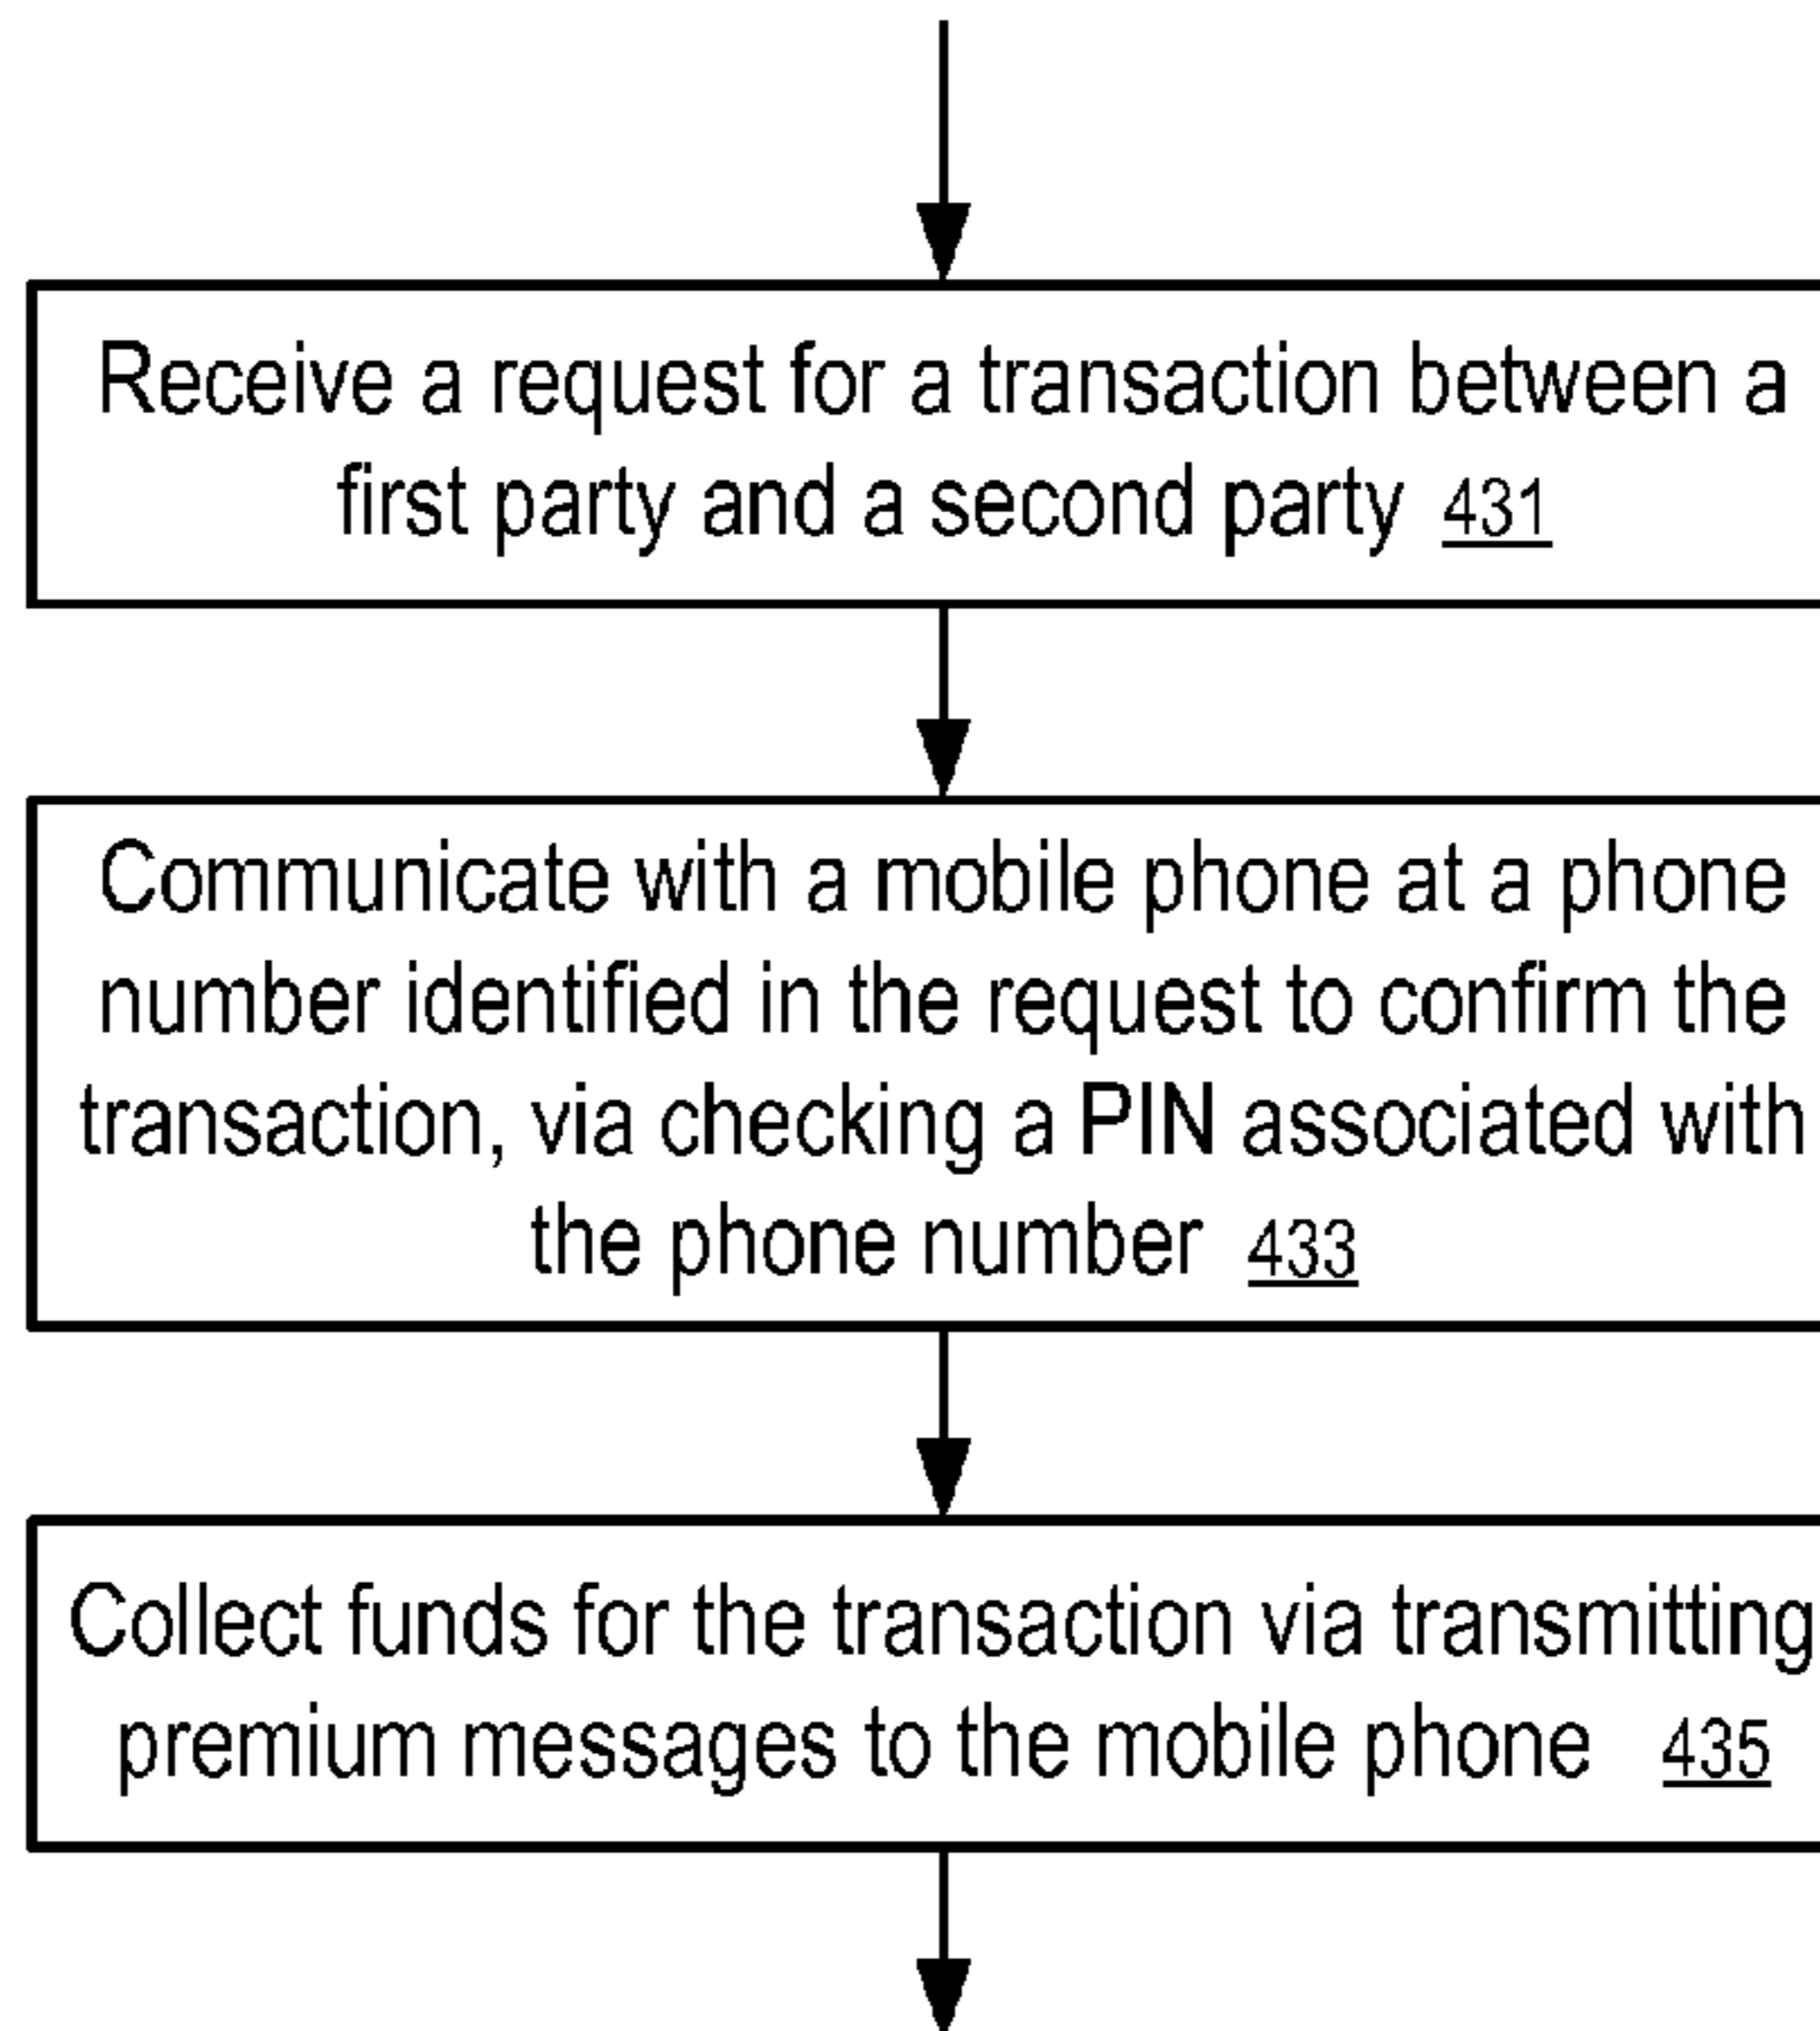 Receive a request for a transaction between a
first party and a second party 431
Communicate with a mobile phone at a phone
number identified in the request to confirm the
transaction, via checking a PIN associated with
the phone number 433
Collect funds for the transaction via transmitting
premium messages to the mobile phone 435